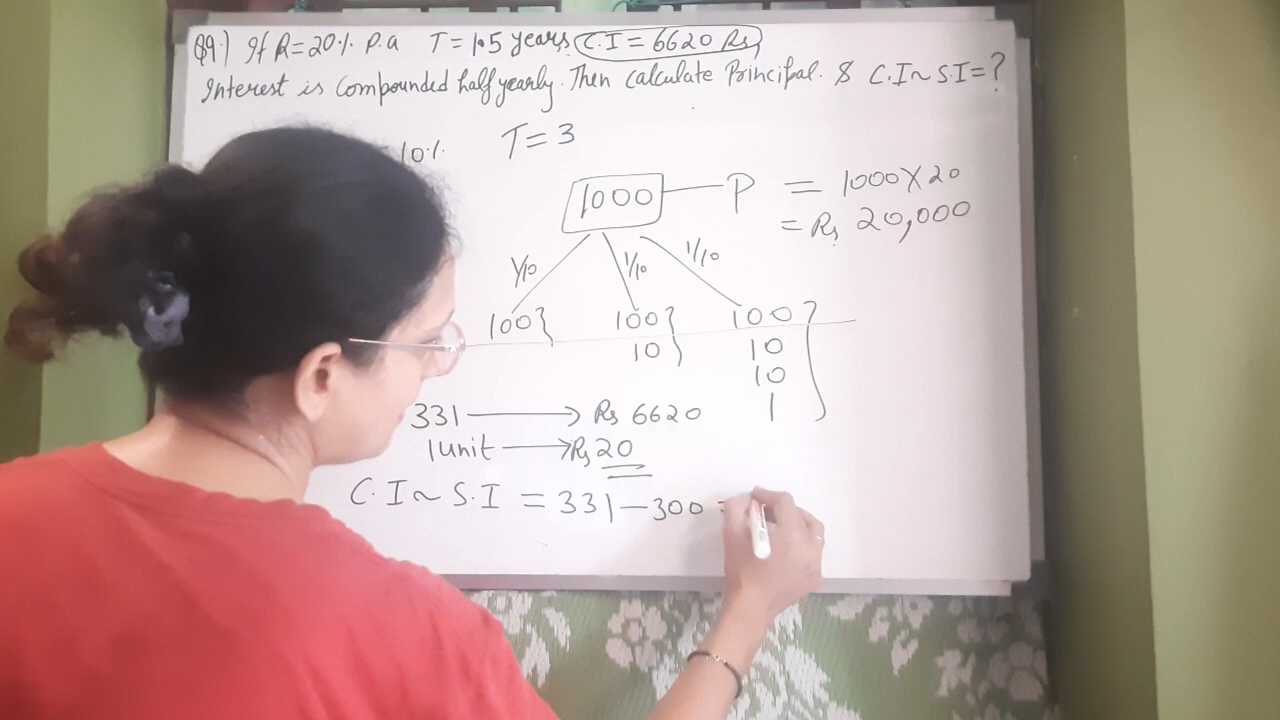 Q9.) If R=20% P.a T=1.5 years C.I = 6620 Rs
Interest is compounded half yearly. Then calculate Principal. & C.I ~ S.I = ?
= 10% T = 3
1000 — P = 1000 X 20
= Rs 20,000
1/10 1/10 1/10
100} 100} 100}
10 10
10
1
331 → Rs 6620
1 unit → Rs 20
C.I ~ S.I = 331 - 300 =